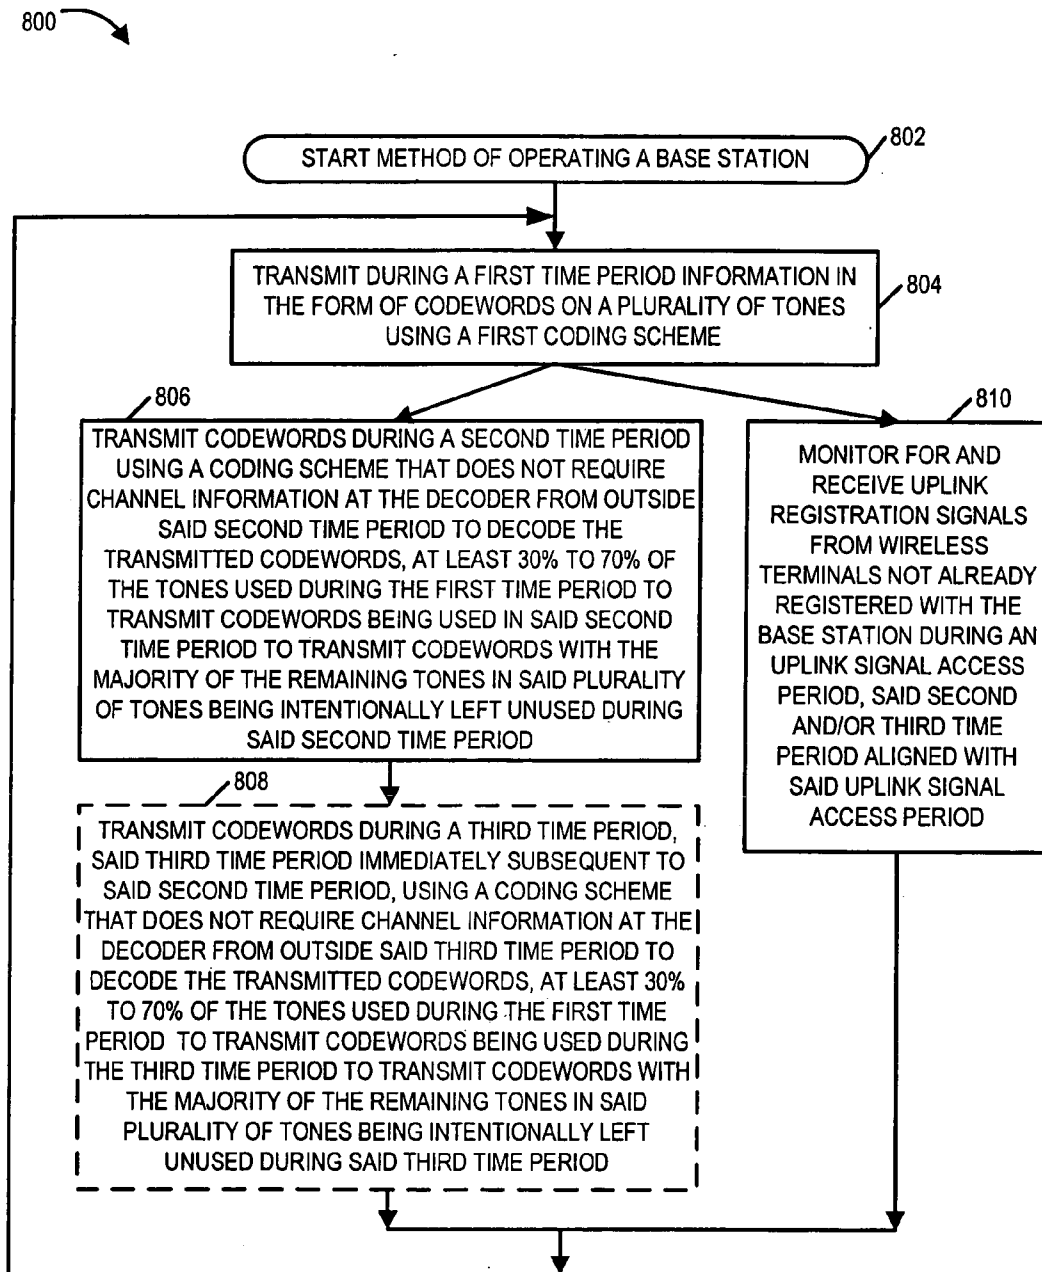 800
802
START METHOD OF OPERATING A BASE STATION
TRANSMIT DURING A FIRST TIME PERIOD INFORMATION IN
THE FORM OF CODEWORDS ON A PLURALITY OF TONES
USING A FIRST CODING SCHEME
804
806
TRANSMIT CODEWORDS DURING A SECOND TIME PERIOD
USING A CODING SCHEME THAT DOES NOT REQUIRE
CHANNEL INFORMATION AT THE DECODER FROM OUTSIDE
SAID SECOND TIME PERIOD TO DECODE THE
TRANSMITTED CODEWORDS, AT LEAST 30% TO 70% OF
THE TONES USED DURING THE FIRST TIME PERIOD TO
TRANSMIT CODEWORDS BEING USED IN SAID SECOND
TIME PERIOD TO TRANSMIT CODEWORDS WITH THE
MAJORITY OF THE REMAINING TONES IN SAID PLURALITY
OF TONES BEING INTENTIONALLY LEFT UNUSED DURING
SAID SECOND TIME PERIOD
810
MONITOR FOR AND
RECEIVE UPLINK
REGISTRATION SIGNALS
FROM WIRELESS
TERMINALS NOT ALREADY
REGISTERED WITH THE
BASE STATION DURING AN
UPLINK SIGNAL ACCESS
PERIOD, SAID SECOND
AND/OR THIRD TIME
PERIOD ALIGNED WITH
SAID UPLINK SIGNAL
ACCESS PERIOD
808
TRANSMIT CODEWORDS DURING A THIRD TIME PERIOD,
SAID THIRD TIME PERIOD IMMEDIATELY SUBSEQUENT TO
SAID SECOND TIME PERIOD, USING A CODING SCHEME
THAT DOES NOT REQUIRE CHANNEL INFORMATION AT THE
DECODER FROM OUTSIDE SAID THIRD TIME PERIOD TO
DECODE THE TRANSMITTED CODEWORDS, AT LEAST 30%
TO 70% OF THE TONES USED DURING THE FIRST TIME
PERIOD TO TRANSMIT CODEWORDS BEING USED DURING
THE THIRD TIME PERIOD TO TRANSMIT CODEWORDS WITH
THE MAJORITY OF THE REMAINING TONES IN SAID
PLURALITY OF TONES BEING INTENTIONALLY LEFT
UNUSED DURING SAID THIRD TIME PERIOD